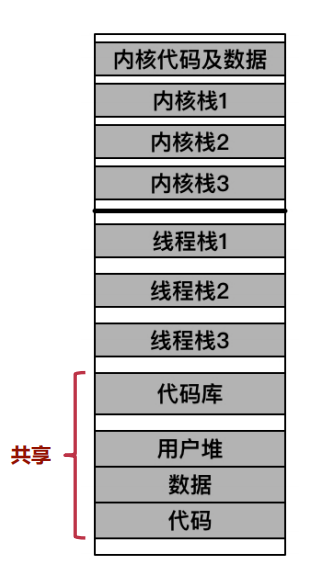 内核代码及数据
内核栈1
内核栈2
内核栈3
线程栈1
线程栈2
线程栈3
代码库
共享
用户堆
数据
代码